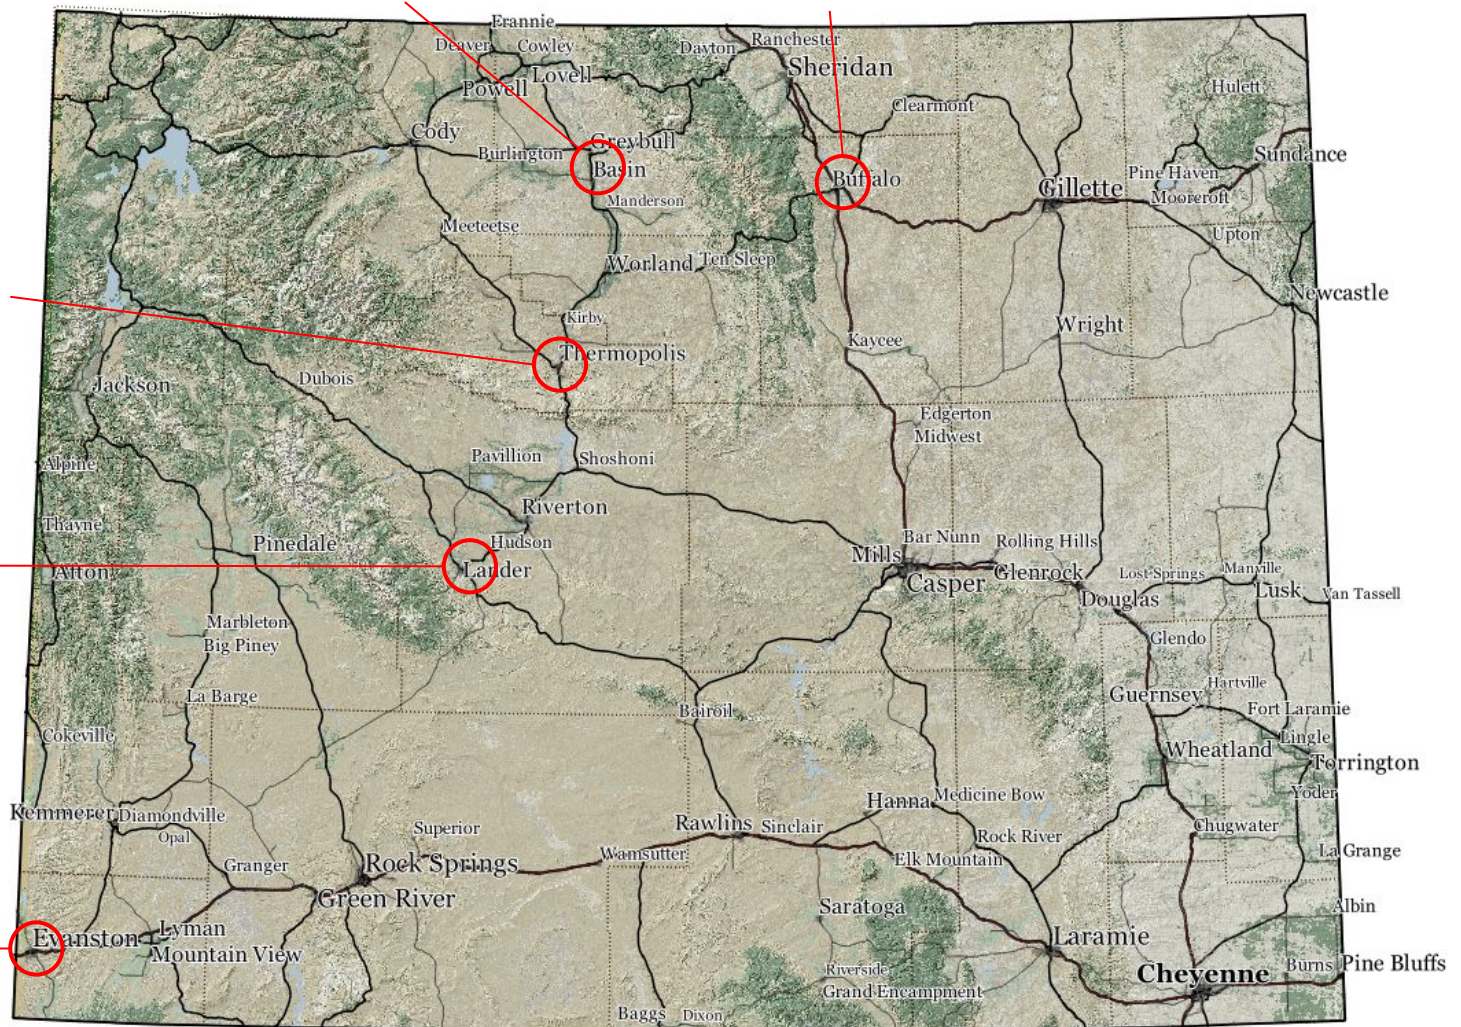 Frannie
Deaver
Cowley
Dayton
Ranchester
Lovell
Sheridan
Powell
Hulett
Clearmont
Cody
Greybull
Burlington
Basin
Sundance
Buffalo
Pine Haven
Gillette
Manderson
Moorcroft
Meeteetse
Upton
Worland
Ten Sleep
Newcastle
Kirby
Wright
Thermopolis
Kaycee
Jackson
Dubois
Edgerton
Midwest
Pavillion
Shoshoni
Alpine
Riverton
Thayne
Pinedale
Hudson
Bar Nunn
Rolling Hills
Mills
Afton
Lander
Casper
Glenrock
Lost Springs
Manville
Lusk
Van Tassell
Douglas
Marbleton
Big Piney
Glendo
La Barge
Guernsey
Hartville
Bairoil
Fort Laramie
Cokeville
Lingle
Wheatland
Torrington
Kemmerer
Diamondville
Hanna
Medicine Bow
Yoder
Opal
Superior
Rawlins
Sinclair
Rock River
Chugwater
Granger
Rock Springs
Wamsutter
Elk Mountain
La Grange
Green River
Saratoga
Albin
Evanston
Lyman
Mountain View
Laramie
Riverside
Cheyenne
Burns
Pine Bluffs
Grand Encampment
Baggs
Dixon